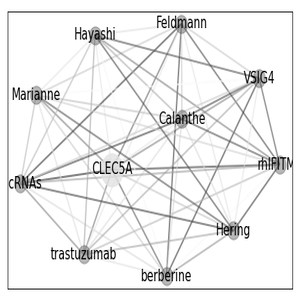 Feldmann
Hayashi
VSIG4
Marianne
Calanthe
CLEC5A
rhIFITM
cRNAs
Hering
trastuzumab
berberine